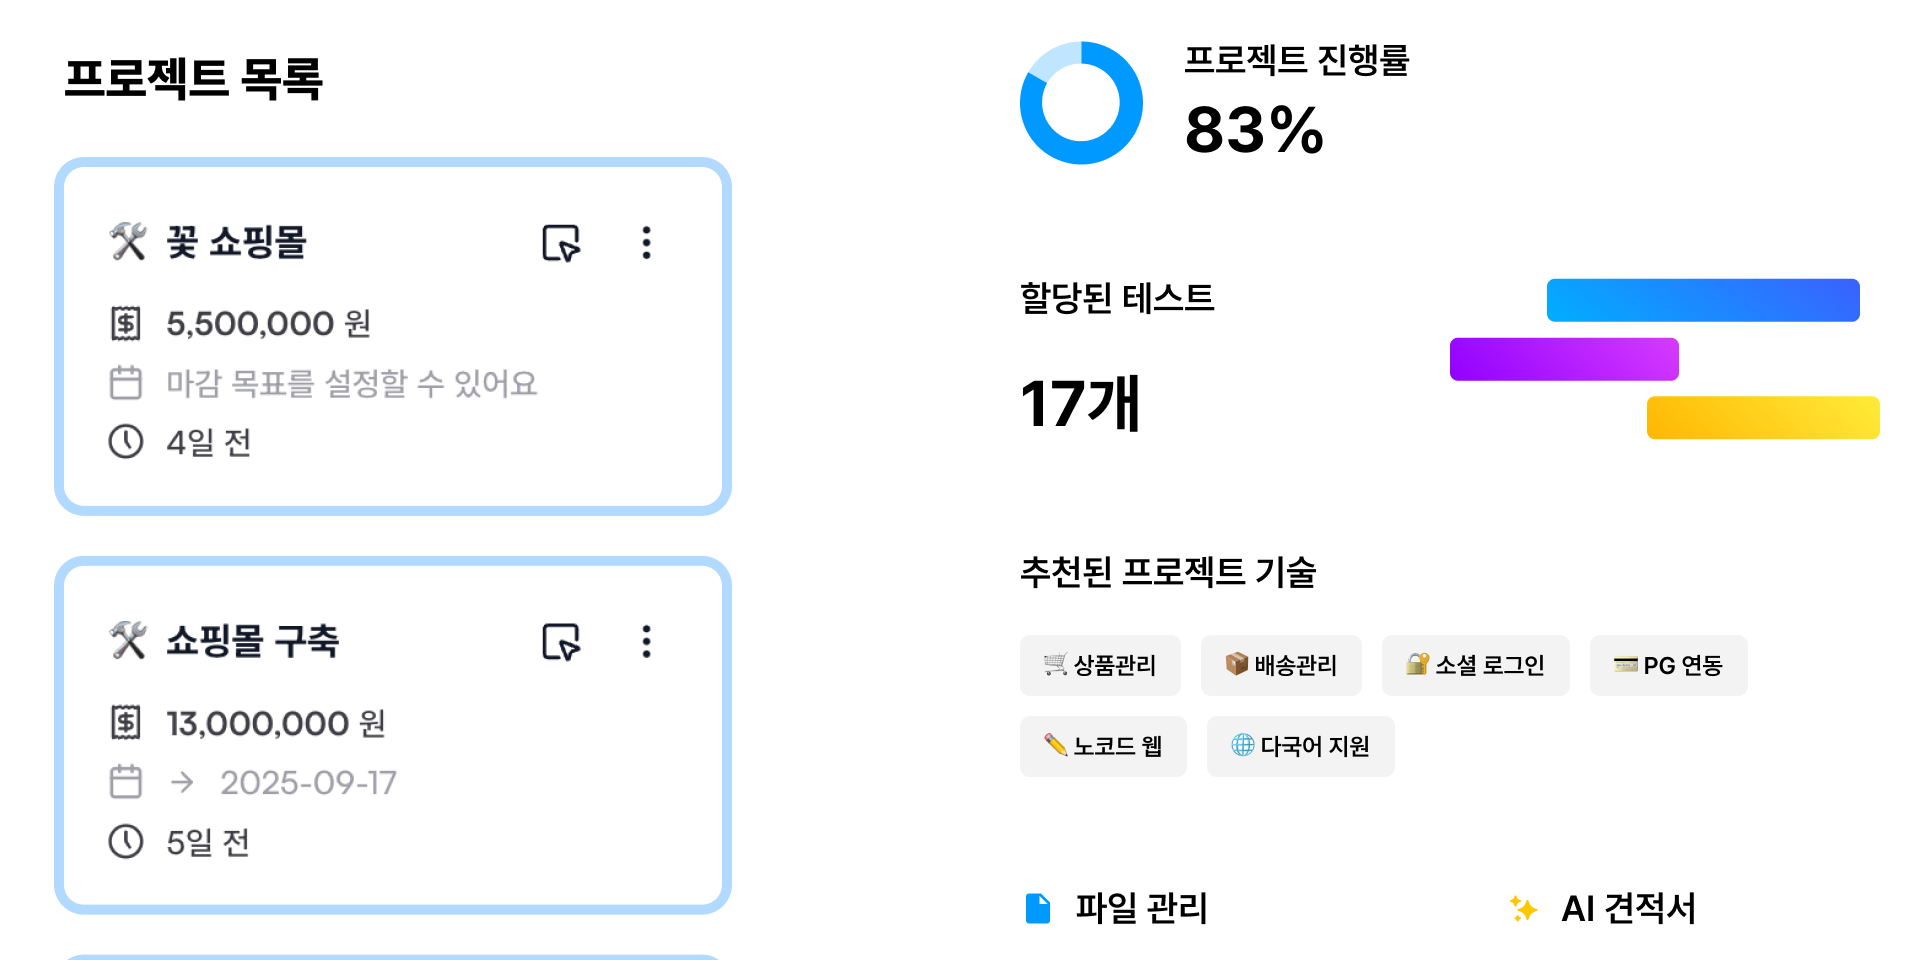 프로젝트 목록
꽃 쇼핑몰
5,500,000 원
마감 목표를 설정할 수 있어요
4일 전
쇼핑몰 구축
13,000,000 원
→ 2025-09-17
5일 전
프로젝트 진행률
83%
할당된 테스트
17개
추천된 프로젝트 기술
상품관리
배송관리
소셜 로그인
PG 연동
노코드 웹
다국어 지원
파일 관리
AI 견적서